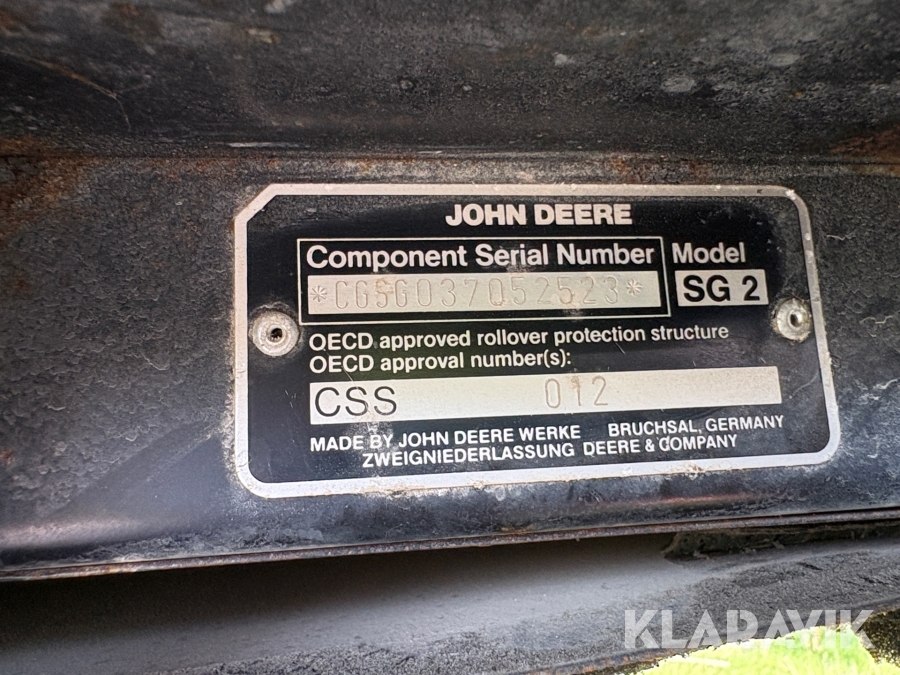 JOHN DEERE
Component Serial Number
Model
*CGSG037052523*
SG 2
OECD approved rollover protection structure
OECD approval number(s):
CSS 012
MADE BY JOHN DEERE WERKE BRUCHSAL, GERMANY
ZWEIGNIEDERLASSUNG DEERE & COMPANY
KLARAVIK